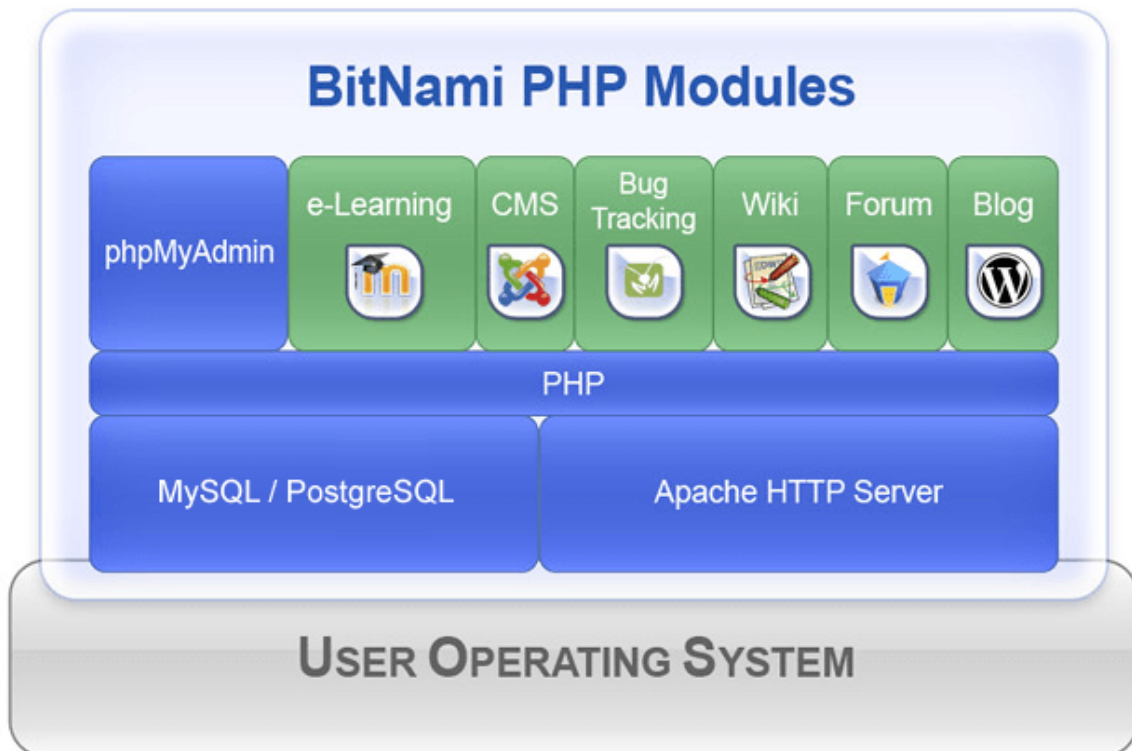 BitNami PHP Modules
phpMyAdmin
e-Learning
CMS
Bug
Tracking
Wiki
Forum
Blog
PHP
MySQL / PostgreSQL
Apache HTTP Server
USER OPERATING SYSTEM